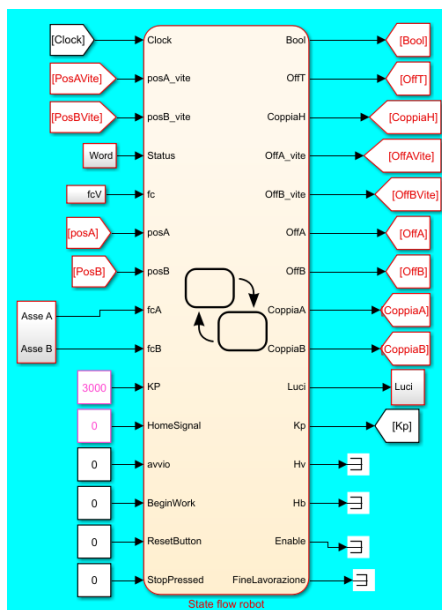 [Clock] Clock Bool [Bool]
[PosAVite] posA_vite OffT [OffT]
[PosBVite] posB_vite CoppiaH [CoppiaH]
Word Status OffA_vite [OffAVite]
fcV fc OffB_vite [OffBVite]
[posA] posA OffA [OffA]
[PosB] posB OffB [OffB]
Asse A fcA CoppiaA [CoppiaA]
Asse B fcB CoppiaB [CoppiaB]
3000 KP Luci Luci
0 HomeSignal Kp [Kp]
0 avvio Hv
0 BeginWork Hb
0 ResetButton Enable
0 StopPressed FineLavorazione
State flow robot